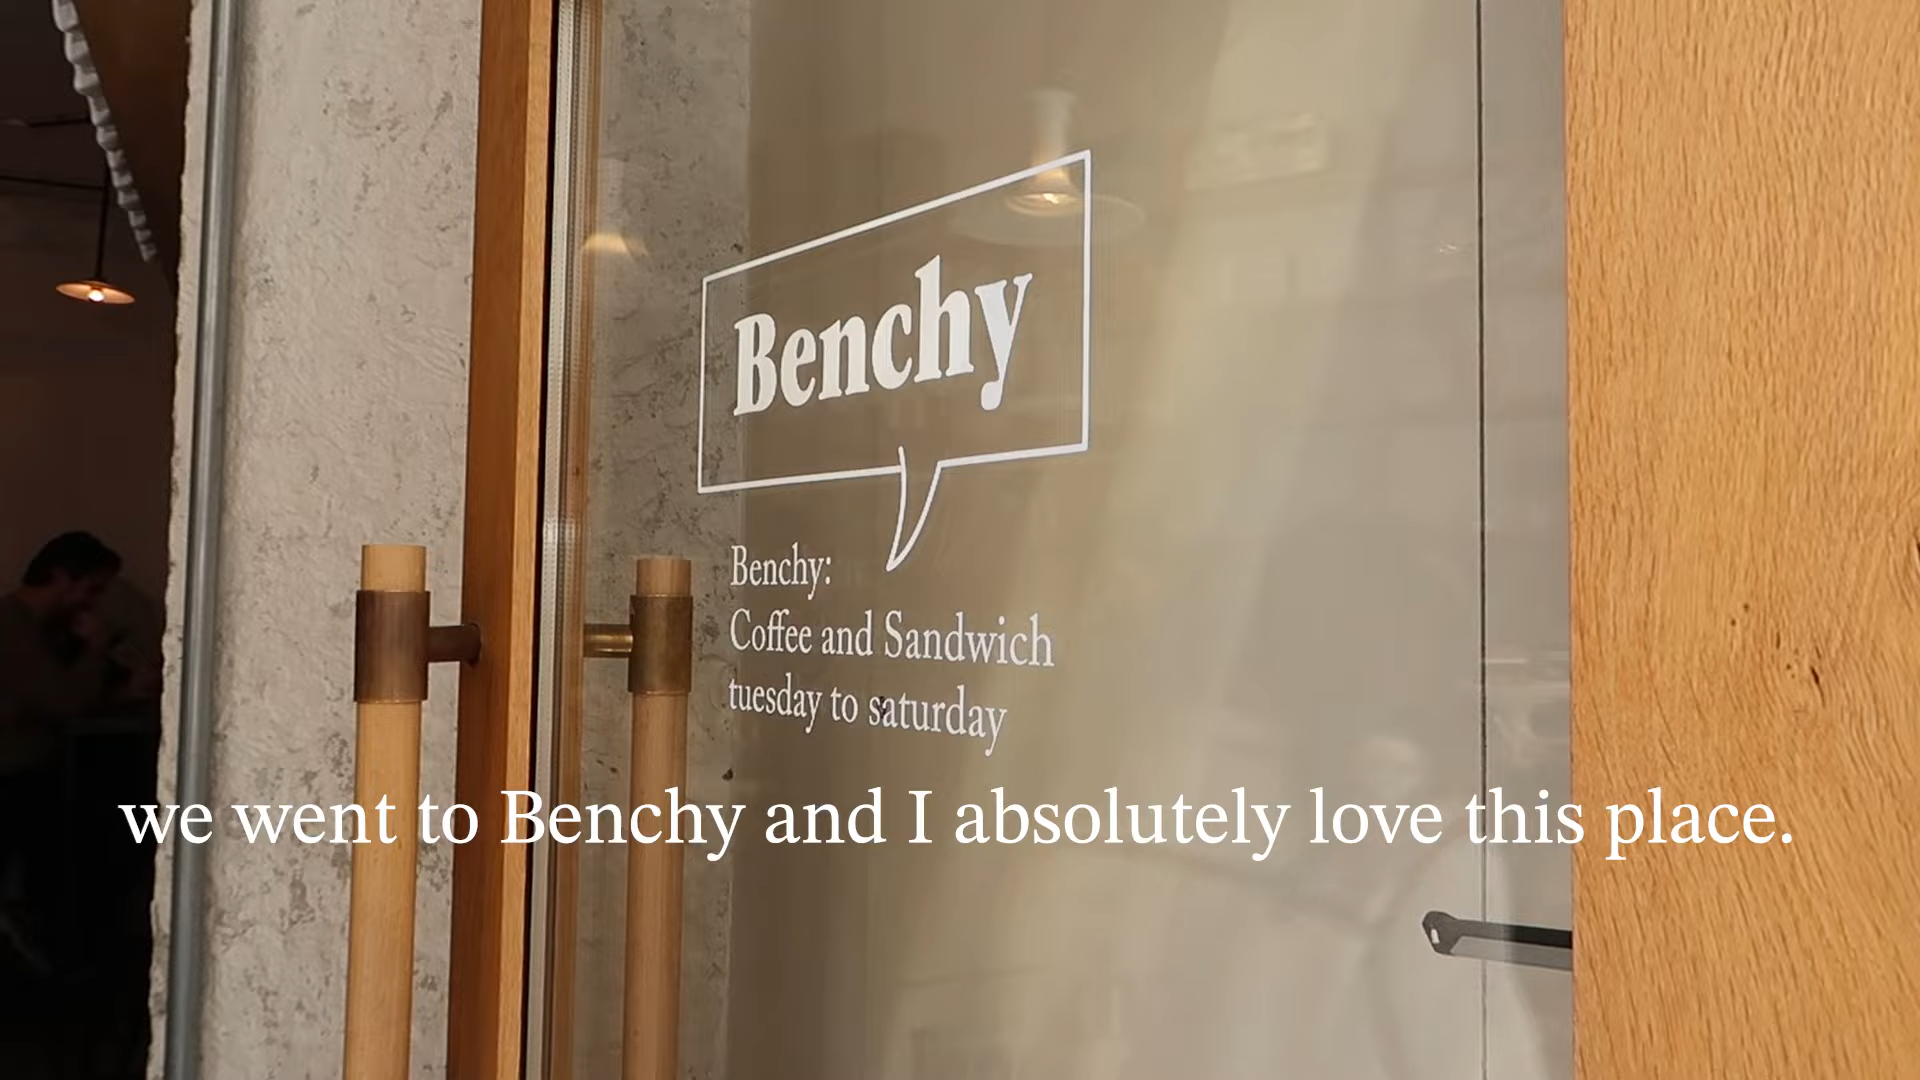 Benchy
Benchy:
Coffee and Sandwich
tuesday to saturday
we went to Benchy and I absolutely love this place.